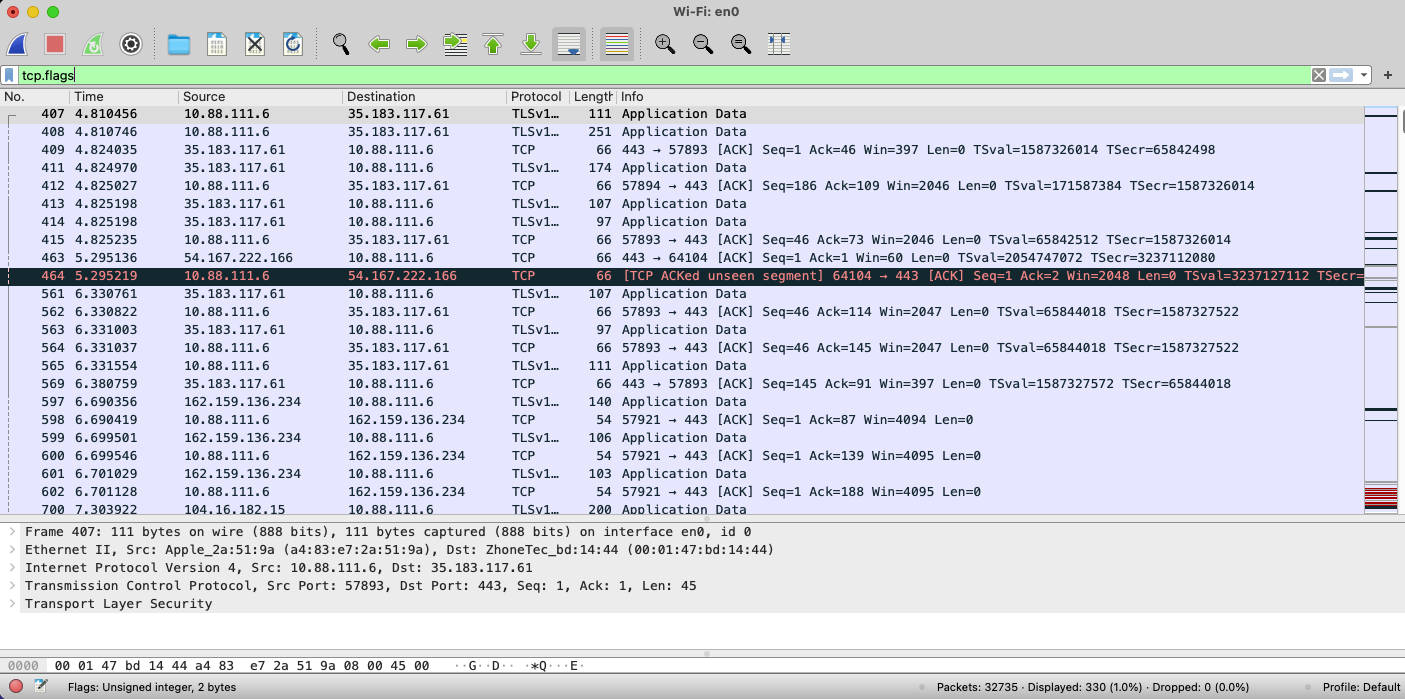 Wi-Fi: en0
tcp.flags
No. Time Source Destination Protocol Length Info
407 4.810456 10.88.111.6 35.183.117.61 TLSv1… 111 Application Data
408 4.810746 10.88.111.6 35.183.117.61 TLSv1… 251 Application Data
409 4.824035 35.183.117.61 10.88.111.6 TCP 66 443 → 57893 [ACK] Seq=1 Ack=46 Win=397 Len=0 TSval=1587326014 TSecr=65842498
411 4.824970 35.183.117.61 10.88.111.6 TLSv1… 174 Application Data
412 4.825027 10.88.111.6 35.183.117.61 TCP 66 57894 → 443 [ACK] Seq=186 Ack=109 Win=2046 Len=0 TSval=171587384 TSecr=1587326014
413 4.825198 35.183.117.61 10.88.111.6 TLSv1… 107 Application Data
414 4.825198 35.183.117.61 10.88.111.6 TLSv1… 97 Application Data
415 4.825235 10.88.111.6 35.183.117.61 TCP 66 57893 → 443 [ACK] Seq=46 Ack=73 Win=2046 Len=0 TSval=65842512 TSecr=1587326014
463 5.295136 54.167.222.166 10.88.111.6 TCP 66 443 → 64104 [ACK] Seq=1 Ack=1 Win=60 Len=0 TSval=2054747072 TSecr=3237112080
464 5.295219 10.88.111.6 54.167.222.166 TCP 66 [TCP ACKed unseen segment] 64104 → 443 [ACK] Seq=1 Ack=2 Win=2048 Len=0 TSval=3237127112 TSecr=
561 6.330761 35.183.117.61 10.88.111.6 TLSv1… 107 Application Data
562 6.330822 10.88.111.6 35.183.117.61 TCP 66 57893 → 443 [ACK] Seq=46 Ack=114 Win=2047 Len=0 TSval=65844018 TSecr=1587327522
563 6.331003 35.183.117.61 10.88.111.6 TLSv1… 97 Application Data
564 6.331037 10.88.111.6 35.183.117.61 TCP 66 57893 → 443 [ACK] Seq=46 Ack=145 Win=2047 Len=0 TSval=65844018 TSecr=1587327522
565 6.331554 10.88.111.6 35.183.117.61 TLSv1… 111 Application Data
569 6.380759 35.183.117.61 10.88.111.6 TCP 66 443 → 57893 [ACK] Seq=145 Ack=91 Win=397 Len=0 TSval=1587327572 TSecr=65844018
597 6.690356 162.159.136.234 10.88.111.6 TLSv1… 140 Application Data
598 6.690419 10.88.111.6 162.159.136.234 TCP 54 57921 → 443 [ACK] Seq=1 Ack=87 Win=4094 Len=0
599 6.699501 162.159.136.234 10.88.111.6 TLSv1… 106 Application Data
600 6.699546 10.88.111.6 162.159.136.234 TCP 54 57921 → 443 [ACK] Seq=1 Ack=139 Win=4095 Len=0
601 6.701029 162.159.136.234 10.88.111.6 TLSv1… 103 Application Data
602 6.701128 10.88.111.6 162.159.136.234 TCP 54 57921 → 443 [ACK] Seq=1 Ack=188 Win=4095 Len=0
700 7.303922 104.16.182.15 10.88.111.6 TLSv1… 200 Application Data
Frame 407: 111 bytes on wire (888 bits), 111 bytes captured (888 bits) on interface en0, id 0
Ethernet II, Src: Apple_2a:51:9a (a4:83:e7:2a:51:9a), Dst: ZhoneTec_bd:14:44 (00:01:47:bd:14:44)
Internet Protocol Version 4, Src: 10.88.111.6, Dst: 35.183.117.61
Transmission Control Protocol, Src Port: 57893, Dst Port: 443, Seq: 1, Ack: 1, Len: 45
Transport Layer Security
0000 00 01 47 bd 14 44 a4 83 e7 2a 51 9a 08 00 45 00 ··G··D·· ·*Q···E·
Flags: Unsigned integer, 2 bytes Packets: 32735 · Displayed: 330 (1.0%) · Dropped: 0 (0.0%) Profile: Default